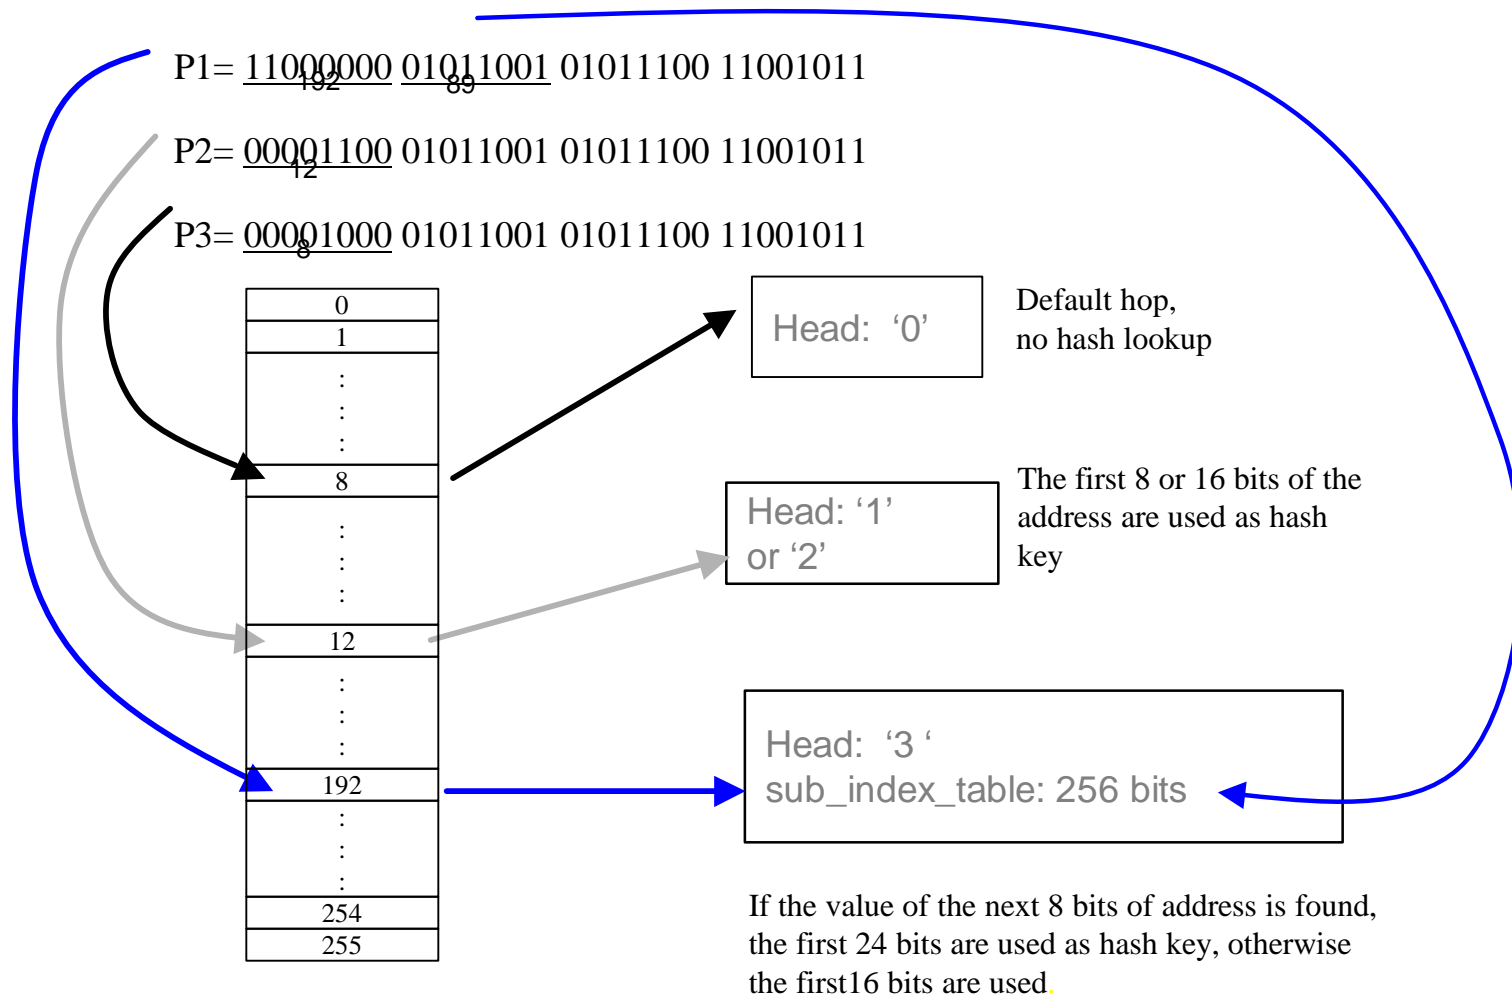 P1= 11000000 01011001 01011100 11001011
192 89
P2= 00001100 01011001 01011100 11001011
12
P3= 00001000 01011001 01011100 11001011
8
0
1
:
:
:
8
:
:
:
12
:
:
:
192
:
:
:
254
255
Head: ‘0’
Default hop,
no hash lookup
Head: ‘1’
or ‘2’
The first 8 or 16 bits of the
address are used as hash
key
Head: ‘3 ‘
sub_index_table: 256 bits
If the value of the next 8 bits of address is found,
the first 24 bits are used as hash key, otherwise
the first16 bits are used.